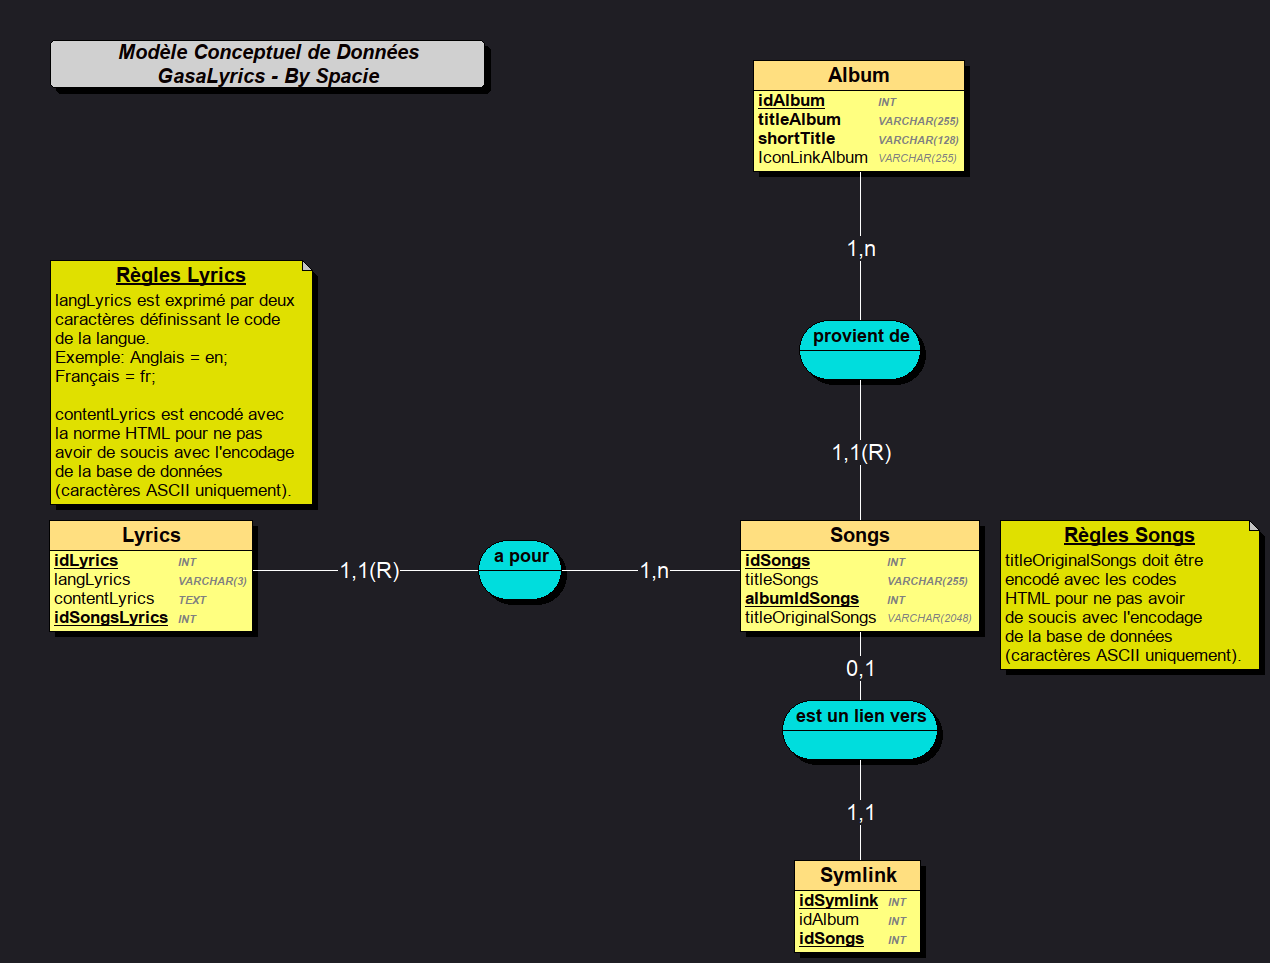 Modèle Conceptuel de Données
GasaLyrics - By Spacie
Album
idAlbum INT
titleAlbum VARCHAR(255)
shortTitle VARCHAR(128)
IconLinkAlbum VARCHAR(255)
1,n
provient de
1,1(R)
Règles Lyrics
langLyrics est exprimé par deux
caractères définissant le code
de la langue.
Exemple: Anglais = en;
Français = fr;
contentLyrics est encodé avec
la norme HTML pour ne pas
avoir de soucis avec l'encodage
de la base de données
(caractères ASCII uniquement).
Lyrics
idLyrics INT
langLyrics VARCHAR(3)
contentLyrics TEXT
idSongsLyrics INT
1,1(R)
a pour
1,n
Songs
idSongs INT
titleSongs VARCHAR(255)
albumIdSongs INT
titleOriginalSongs VARCHAR(2048)
Règles Songs
titleOriginalSongs doit être
encodé avec les codes
HTML pour ne pas avoir
de soucis avec l'encodage
de la base de données
(caractères ASCII uniquement).
0,1
est un lien vers
1,1
Symlink
idSymlink INT
idAlbum INT
idSongs INT